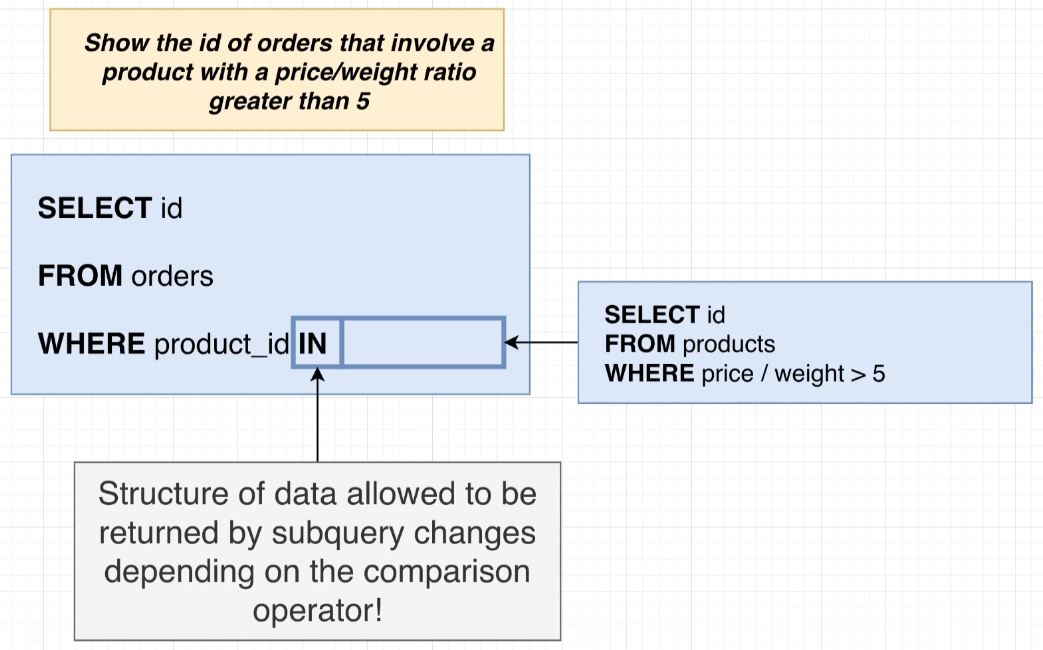 Show the id of orders that involve a
product with a price/weight ratio
greater than 5
SELECT id
FROM orders
WHERE product_id IN
SELECT id
FROM products
WHERE price / weight > 5
Structure of data allowed to be
returned by subquery changes
depending on the comparison
operator!